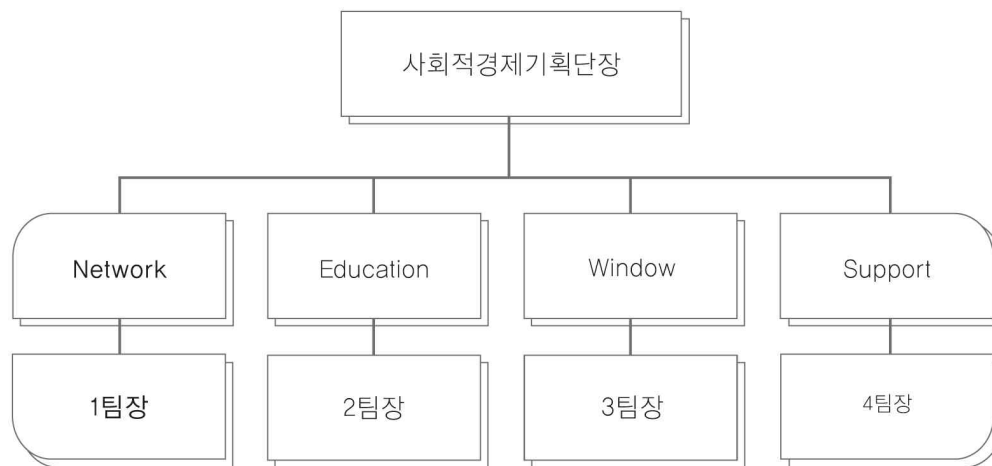 사회적경제기획단장
Network
Education
Window
Support
1팀장
2팀장
3팀장
4팀장